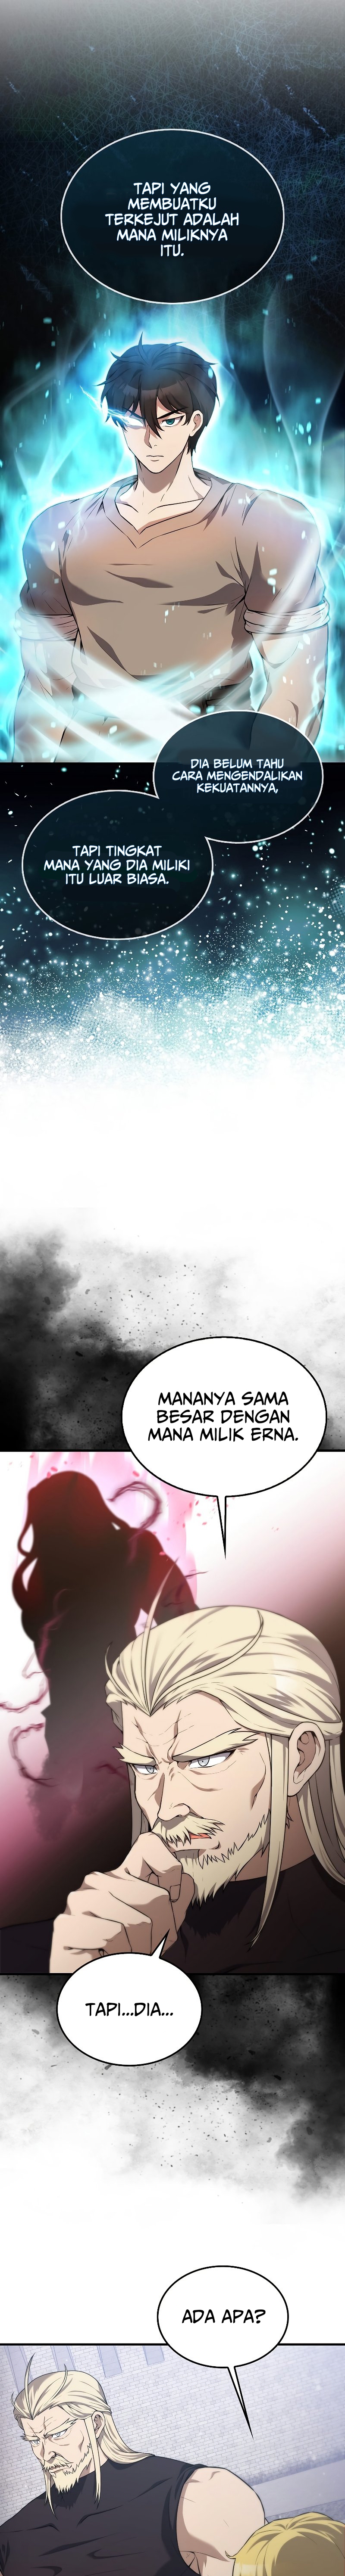 TAPI YANG
MEMBUATKU
TERKEJUT ADALAH
MANA MILIKNYA
ITU.
DIA BELUM TAHU
CARA MENGENDALIKAN
KEKUATANNYA,
TAPI TINGKAT
MANA YANG DIA MILIKI
ITU LUAR BIASA.
MANANYA SAMA
BESAR DENGAN
MANA MILIK ERNA.
TAPI...DIA...
ADA APA?